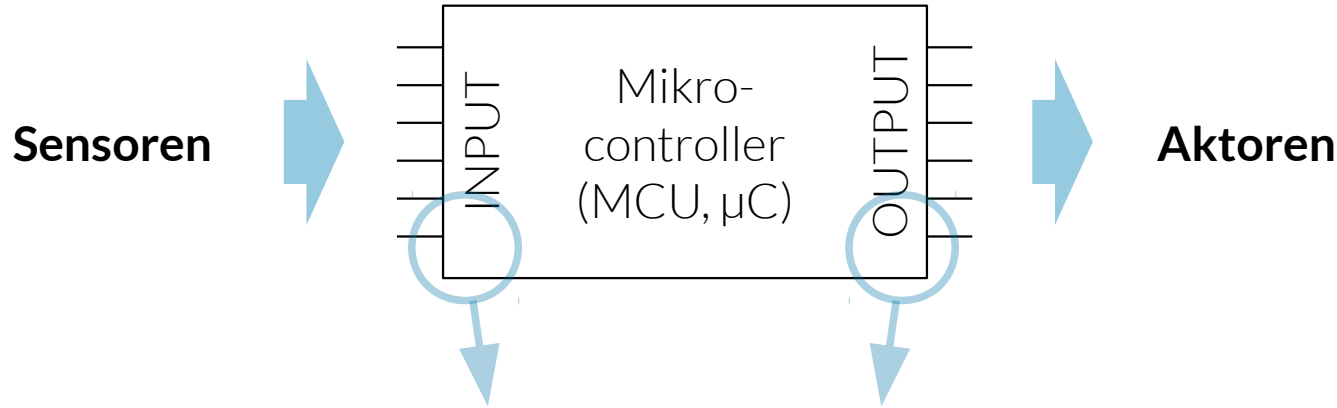 Sensoren
INPUT
Mikro-
controller
(MCU, µC)
OUTPUT
Aktoren